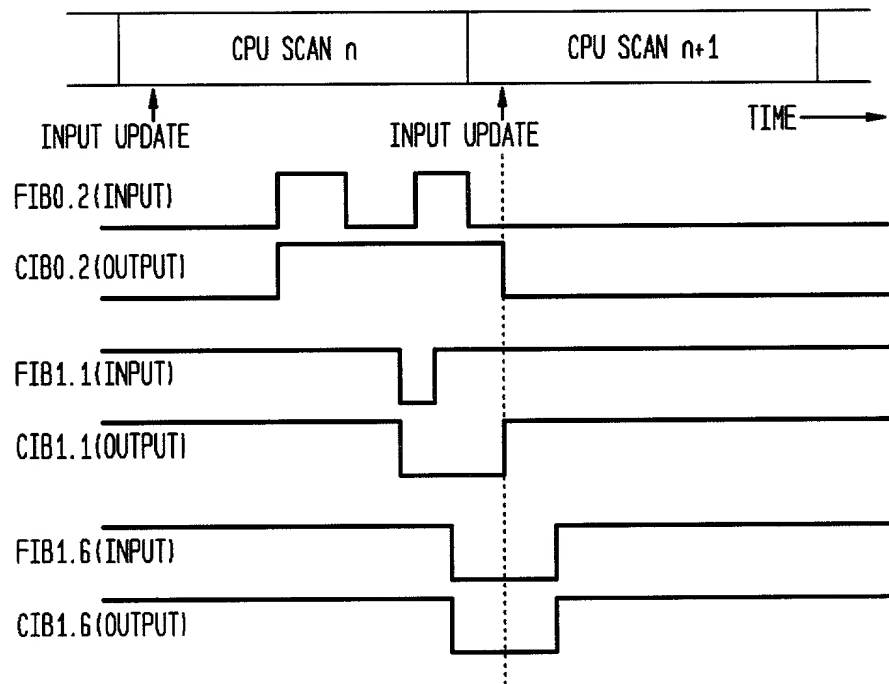 CPU SCAN n
CPU SCAN n+1
INPUT UPDATE
INPUT UPDATE
TIME
FIB0.2(INPUT)
CIB0.2(OUTPUT)
FIB1.1(INPUT)
CIB1.1(OUTPUT)
FIB1.6(INPUT)
CIB1.6(OUTPUT)